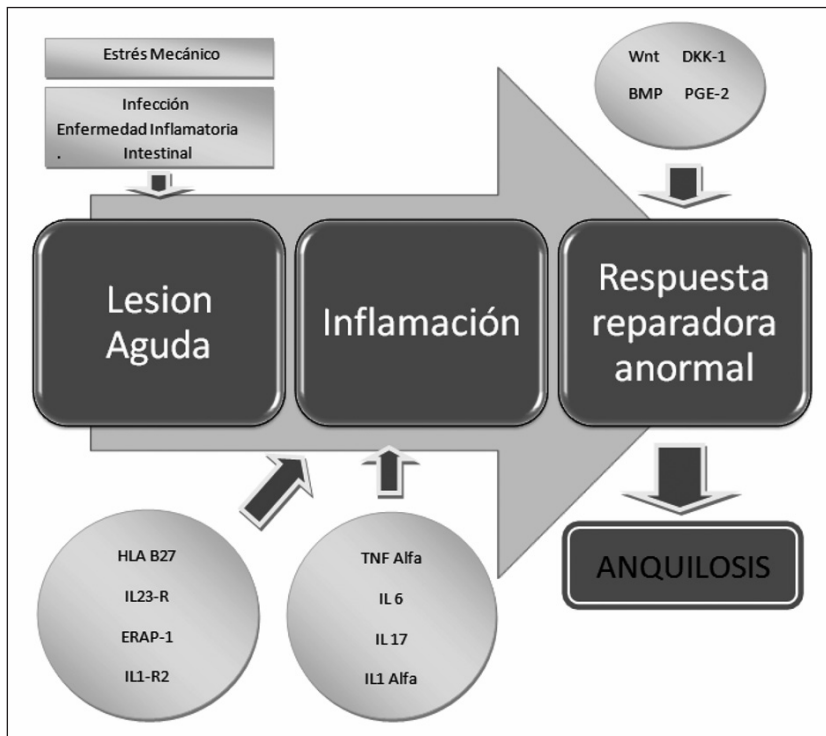 Estrés Mecánico
Infección
Enfermedad Inflamatoria
. Intestinal
Wnt DKK-1
BMP PGE-2
Lesion
Aguda
Inflamación
Respuesta
reparadora
anormal
HLA B27
IL23-R
ERAP-1
IL1-R2
TNF Alfa
IL 6
IL 17
IL1 Alfa
ANQUILOSIS